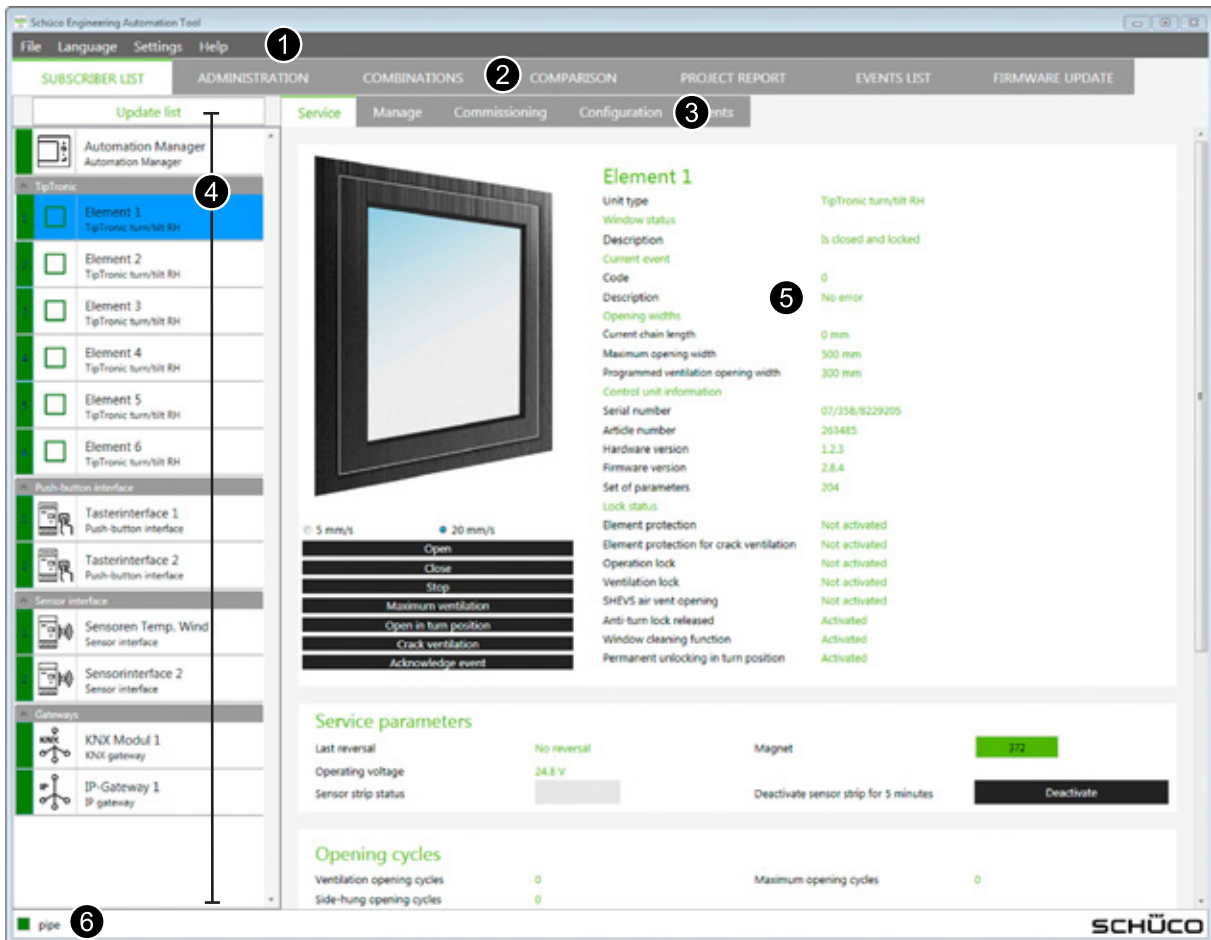 Schüco Engineering Automation Tool
File Language Settings Help 1
SUBSCRIBER LIST ADMINISTRATION COMBINATIONS 2 COMPARISON PROJECT REPORT EVENTS LIST FIRMWARE UPDATE
Update list
Service Manage Commissioning Configuration 3
Automation Manager
Automation Manager
TipTronic
4
Element 1
TipTronic turn/tilt RH
Element 2
TipTronic turn/tilt RH
Element 3
TipTronic turn/tilt RH
Element 4
TipTronic turn/tilt RH
Element 5
TipTronic turn/tilt RH
Element 6
TipTronic turn/tilt RH
Push-button interface
Tasterinterface 1
Push-button interface
Tasterinterface 2
Push-button interface
Sensor interface
Sensoren Temp. Wind
Sensor interface
Sensorinterface 2
Sensor interface
Gateways
KNX
KNX Modul 1
KNX gateway
IP
IP-Gateway 1
IP gateway
5 mm/s 20 mm/s
Open
Close
Stop
Maximum ventilation
Open in turn position
Crack ventilation
Acknowledge event
Element 1
Unit type TipTronic turn/tilt RH
Window status
Description Is closed and locked
Current event
Code 0
Description 5 No error
Opening widths
Current chain length 0 mm
Maximum opening width 500 mm
Programmed ventilation opening width 300 mm
Control unit information
Serial number 07/358/8229205
Article number 263485
Hardware version 1.2.3
Firmware version 2.8.4
Set of parameters 204
Lock status
Element protection Not activated
Element protection for crack ventilation Not activated
Operation lock Not activated
Ventilation lock Not activated
SHEVS air vent opening Not activated
Anti-turn lock released Activated
Window cleaning function Activated
Permanent unlocking in turn position Activated
Service parameters
Last reversal No reversal Magnet 372
Operating voltage 24.8 V
Sensor strip status Deactivate sensor strip for 5 minutes Deactivate
Opening cycles
Ventilation opening cycles 0 Maximum opening cycles 0
Side-hung opening cycles 0
pipe 6
SCHÜCO